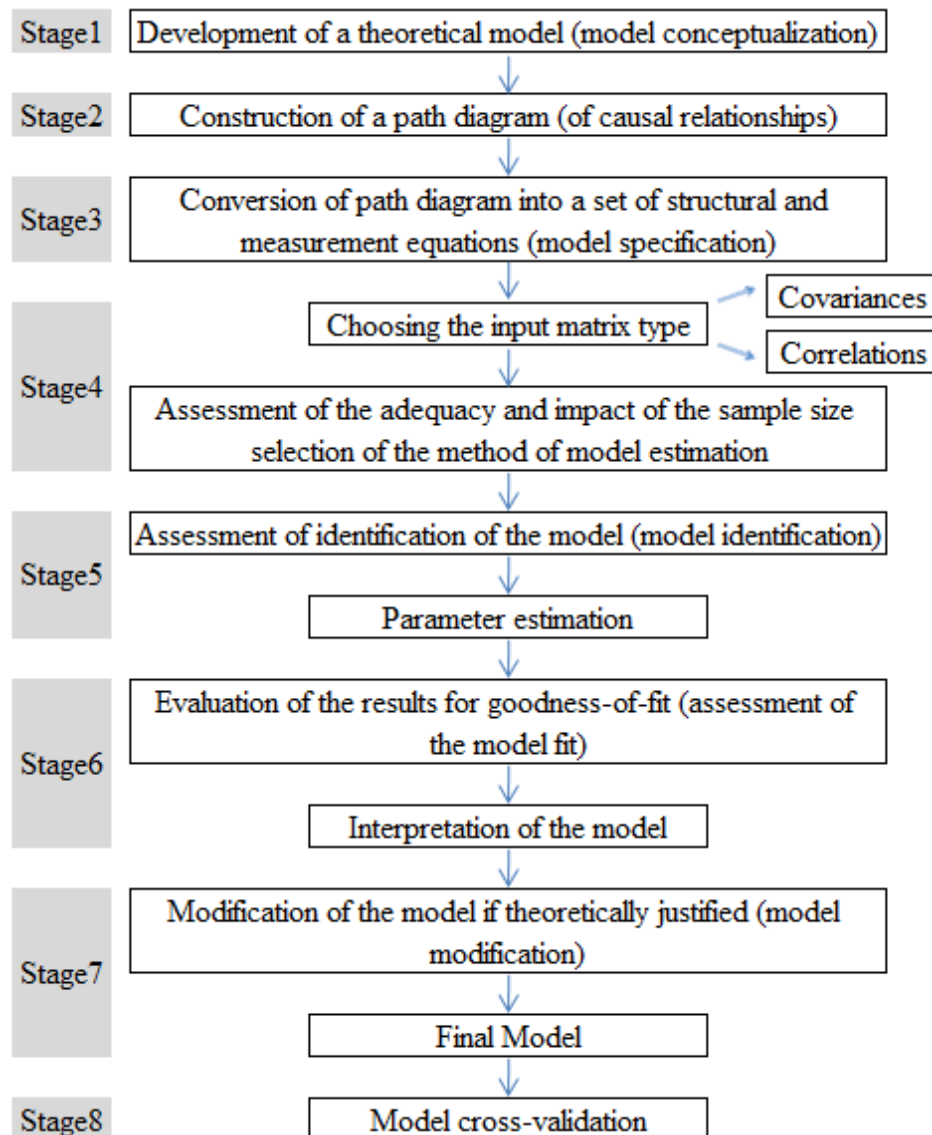 Stage1
Development of a theoretical model (model conceptualization)
Stage2
Construction of a path diagram (of causal relationships)
Stage3
Conversion of path diagram into a set of structural and
measurement equations (model specification)
Stage4
Choosing the input matrix type
Covariances
Correlations
Assessment of the adequacy and impact of the sample size
selection of the method of model estimation
Stage5
Assessment of identification of the model (model identification)
Parameter estimation
Stage6
Evaluation of the results for goodness-of-fit (assessment of
the model fit)
Interpretation of the model
Stage7
Modification of the model if theoretically justified (model
modification)
Final Model
Stage8
Model cross-validation